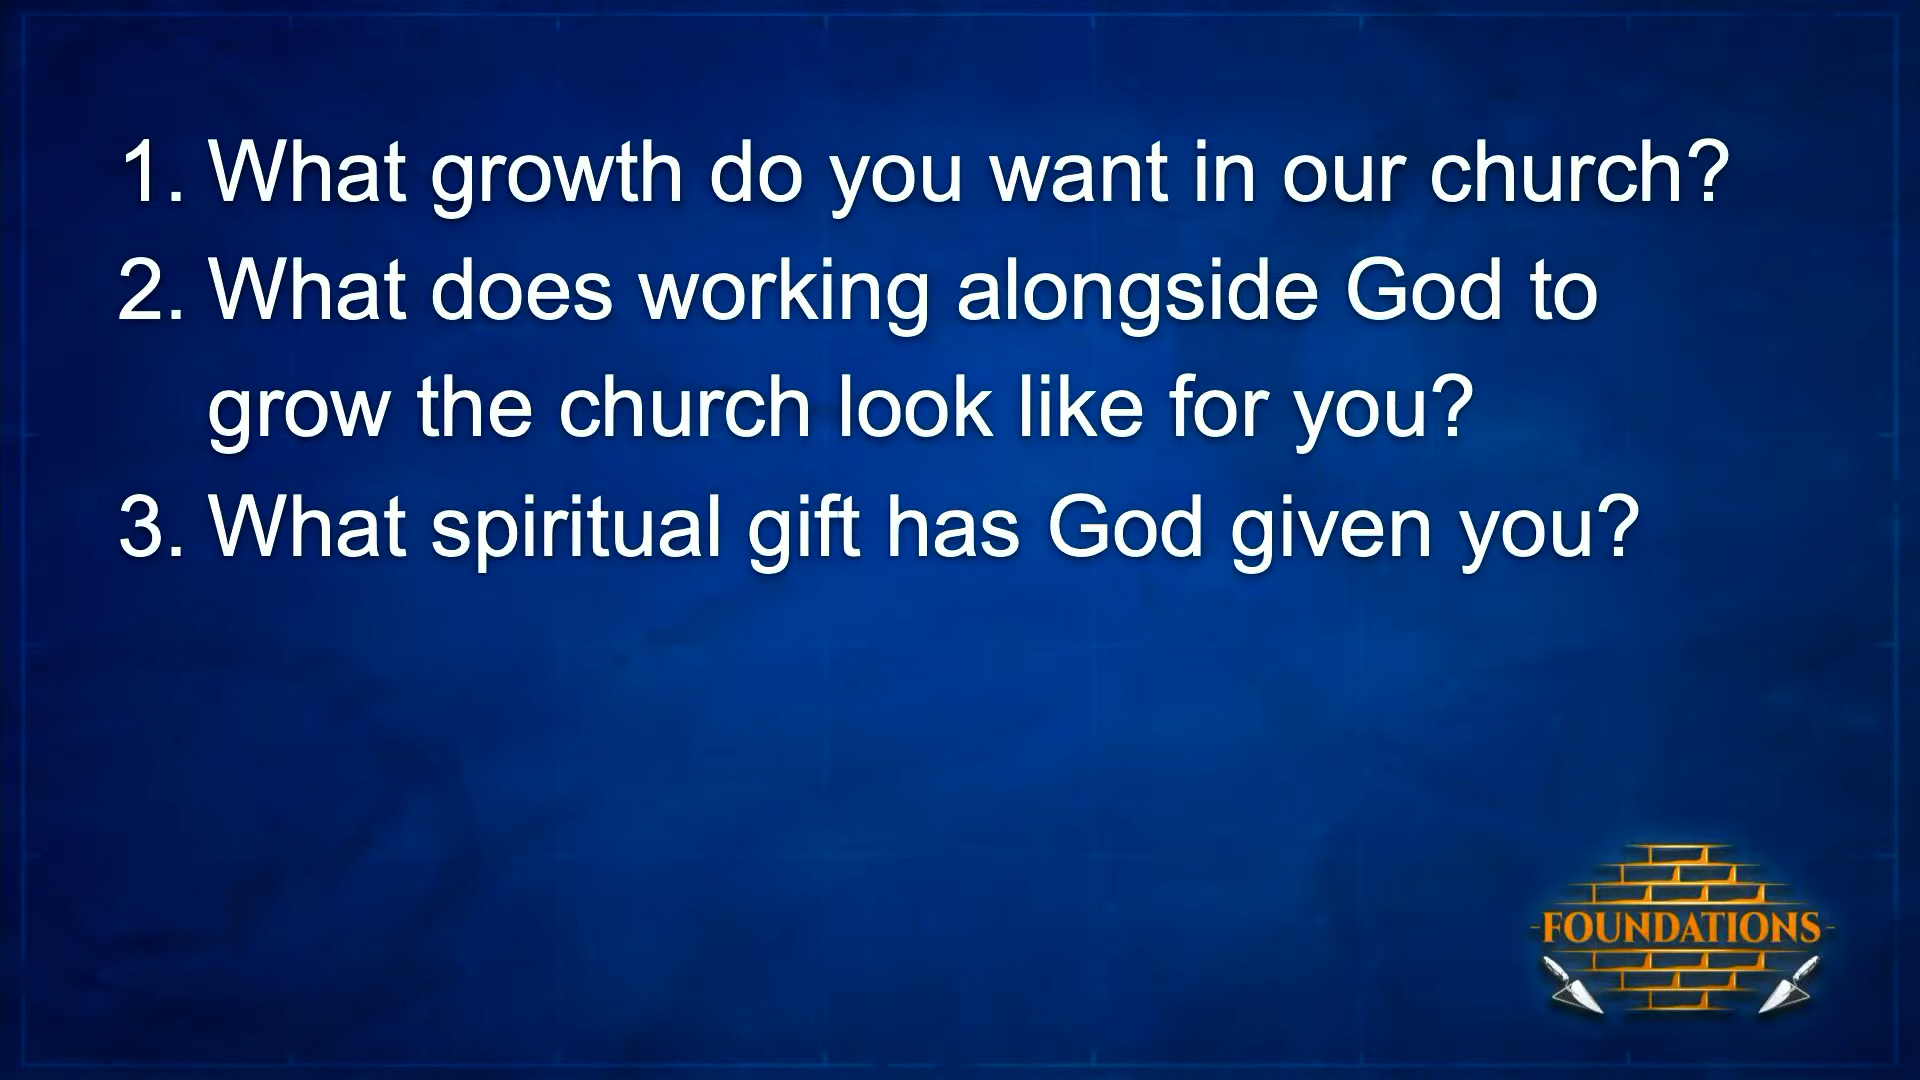 1. What growth do you want in our church?
2. What does working alongside God to
grow the church look like for you?
3. What spiritual gift has God given you?
FOUNDATIONS